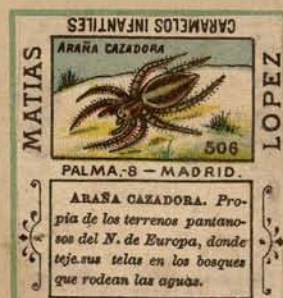 CARAMELOS INFANTILES
MATIAS
ARAÑA CAZADORA
506
LOPEZ
PALMA,-8 – MADRID.
ARAÑA CAZADORA. Pro-
pia de los terrenos pantano-
sos del N. de Europa, donde
teje.sus telas en los bosques
que rodean las aguas.